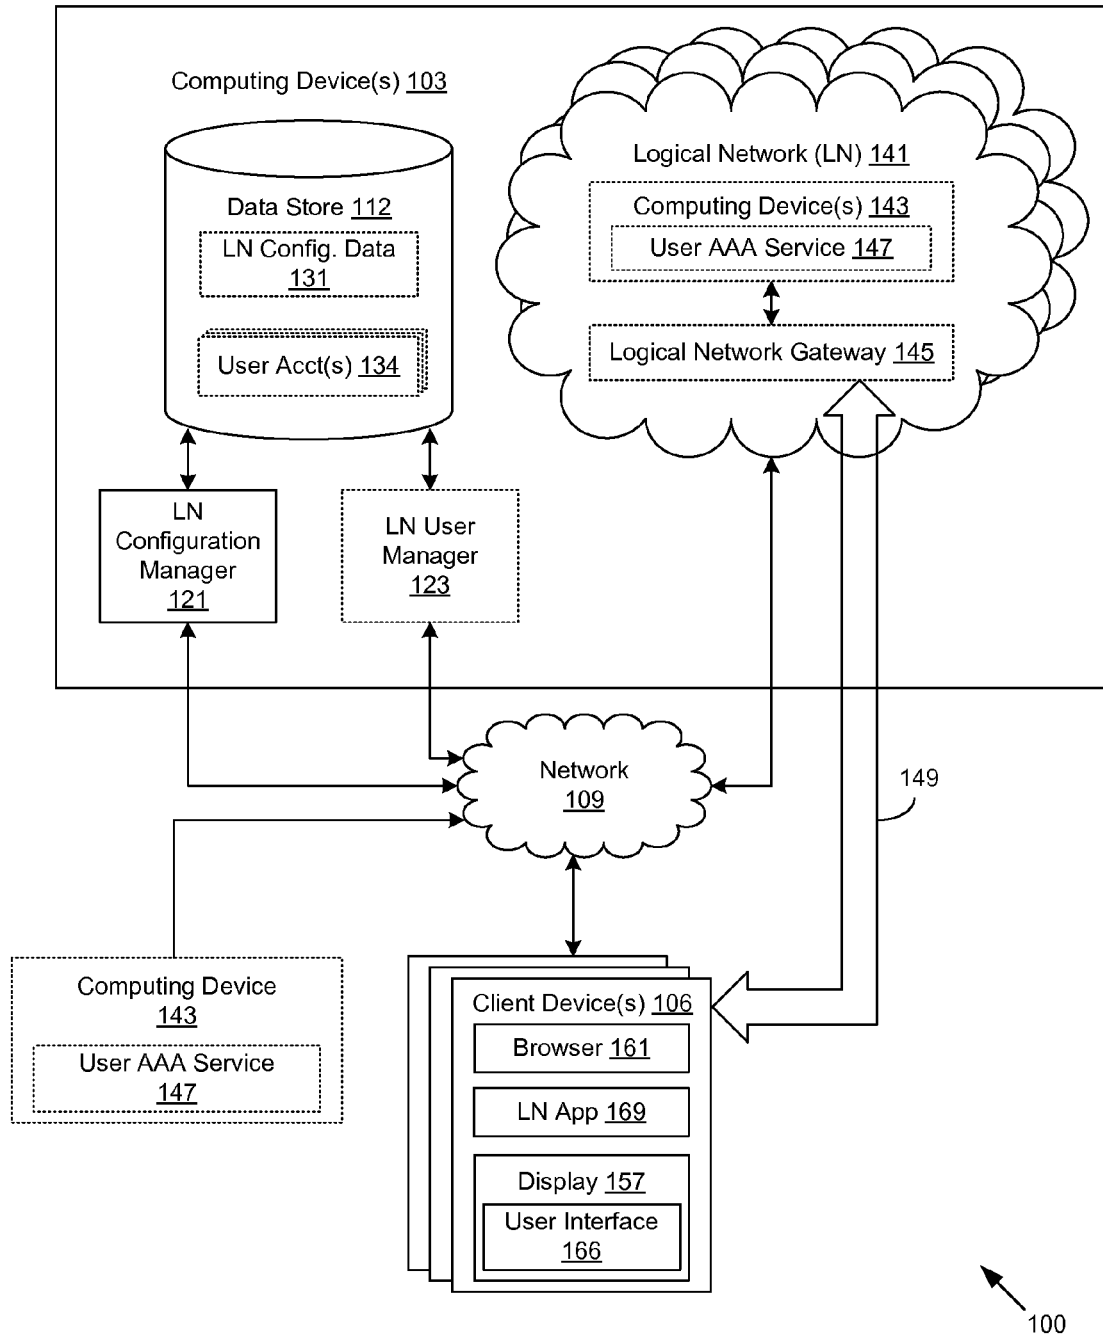 Computing Device(s) 103
Data Store 112
LN Config. Data
131
User Acct(s) 134
Logical Network (LN) 141
Computing Device(s) 143
User AAA Service 147
Logical Network Gateway 145
LN
Configuration
Manager
121
LN User
Manager
123
Network
109
149
Computing Device
143
User AAA Service
147
Client Device(s) 106
Browser 161
LN App 169
Display 157
User Interface
166
100